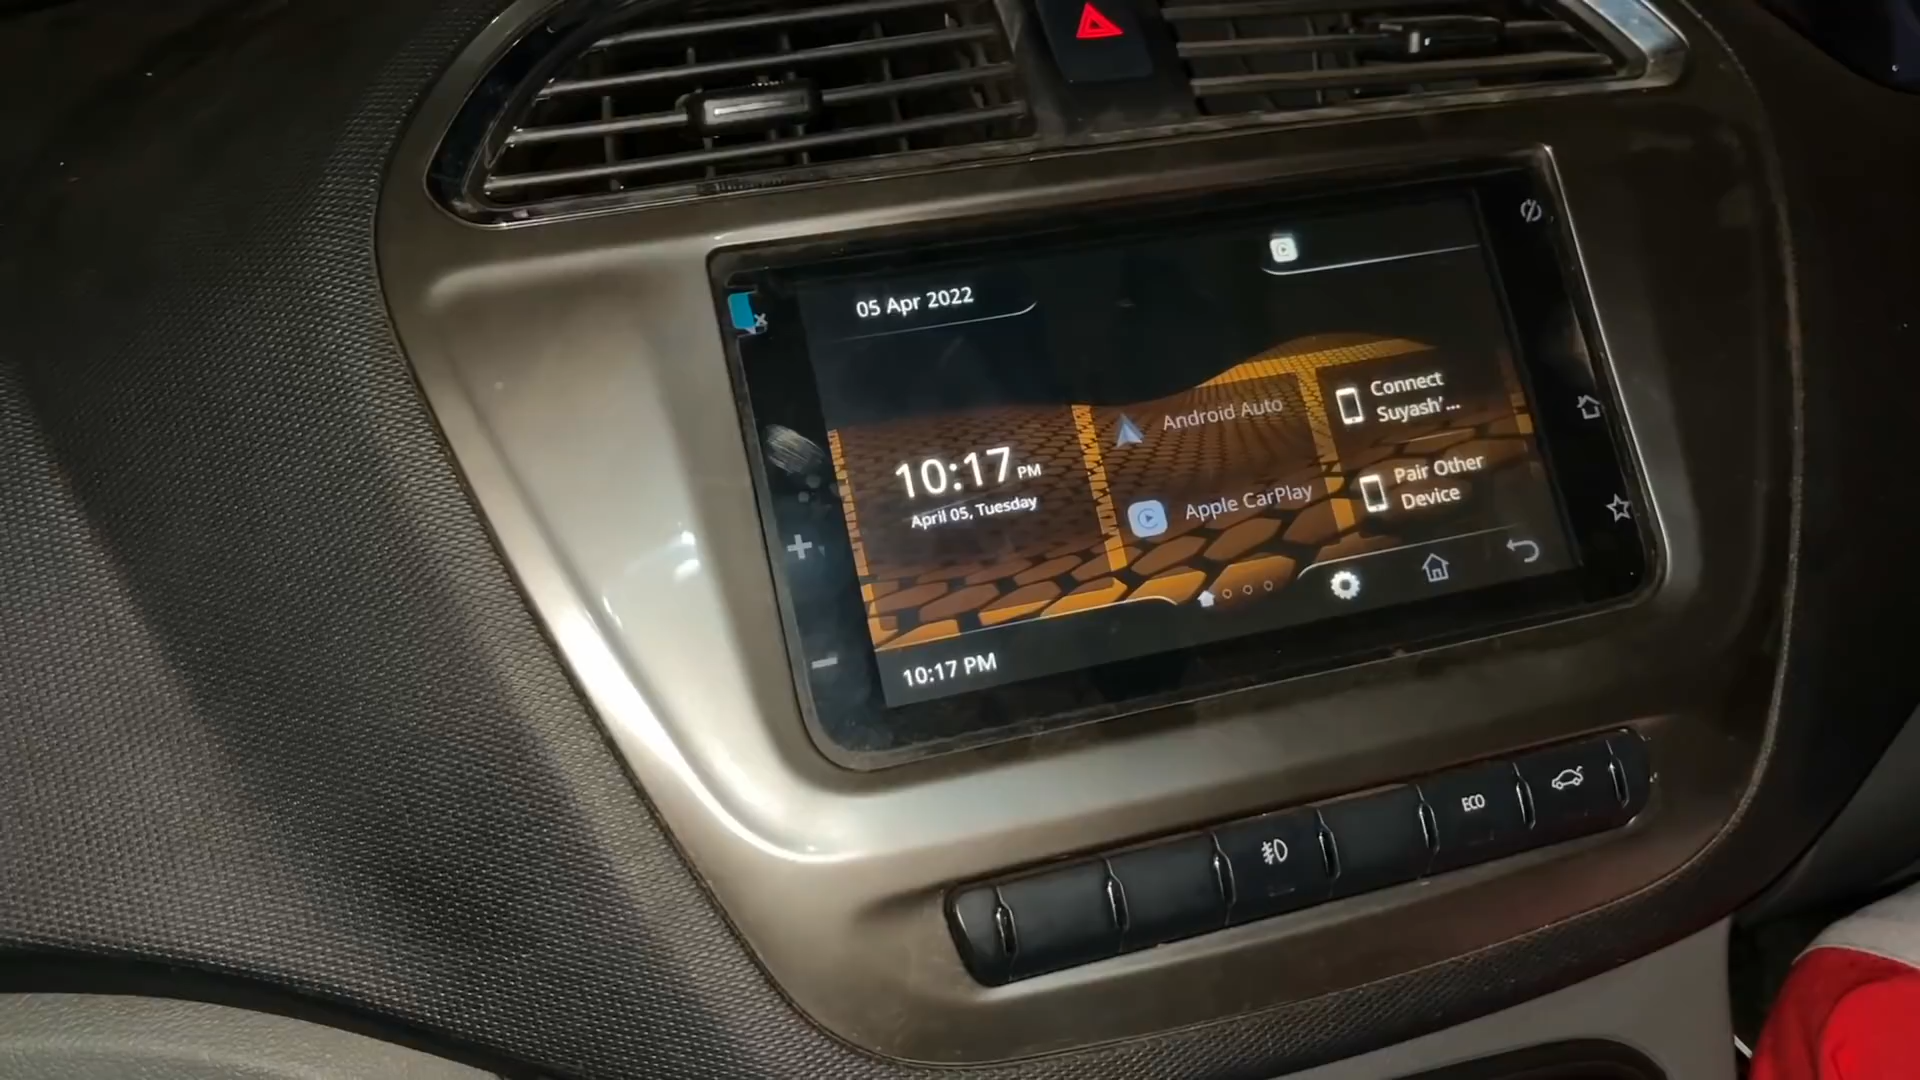 05 Apr 2022
10:17 PM
April 05, Tuesday
Android Auto
Apple CarPlay
Connect
Suyash'...
Pair Other
Device
10:17 PM
ECO